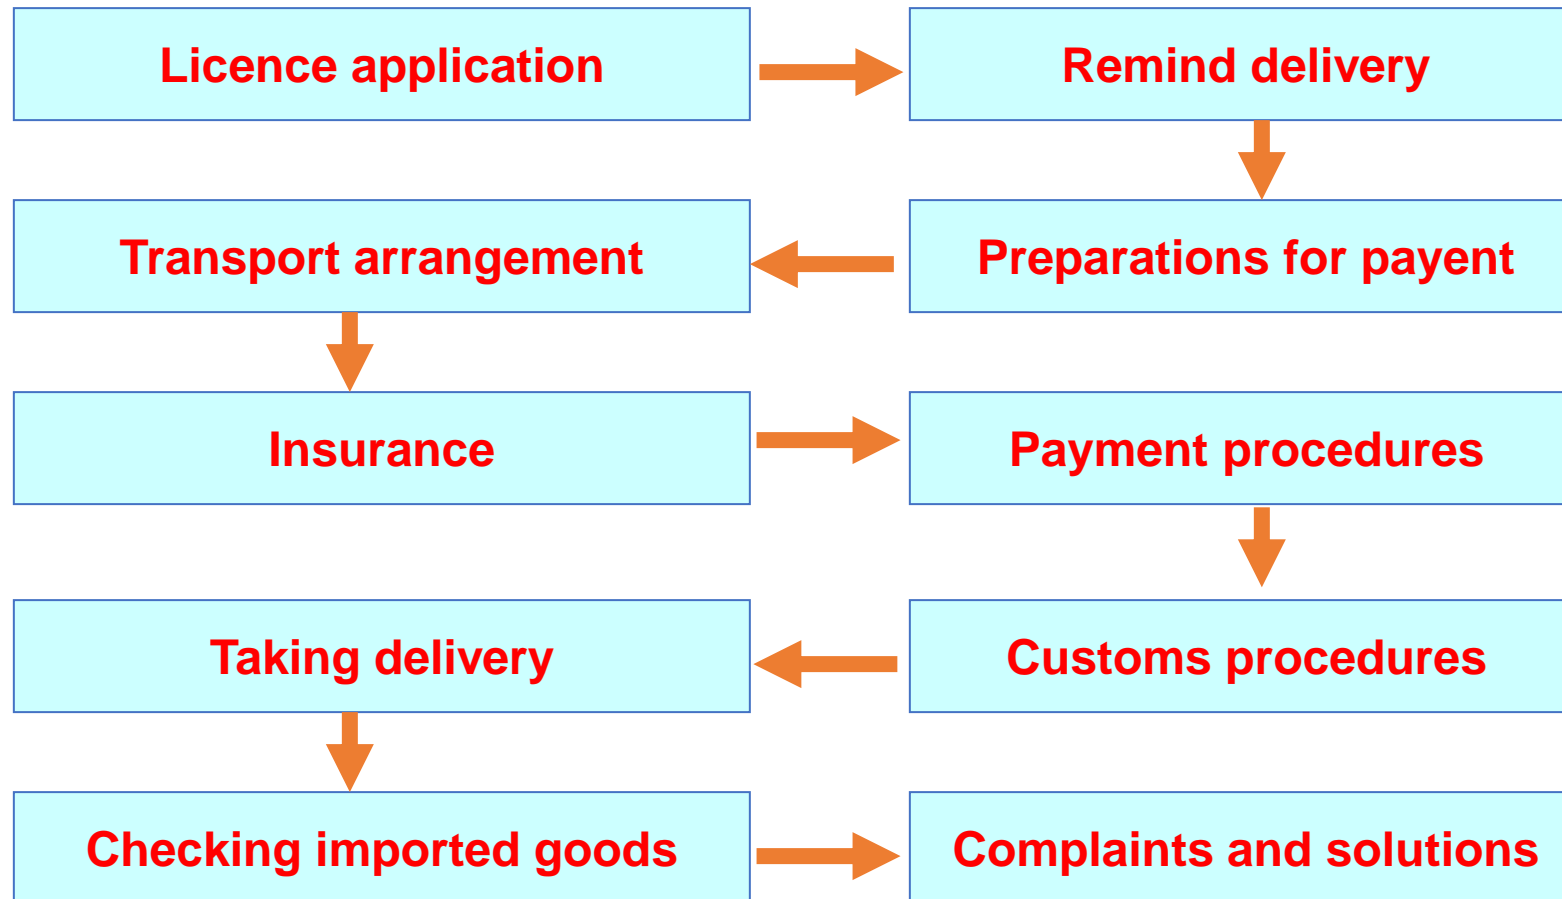 Licence application
Remind delivery
Transport arrangement
Preparations for payent
Insurance
Payment procedures
Taking delivery
Customs procedures
Checking imported goods
Complaints and solutions